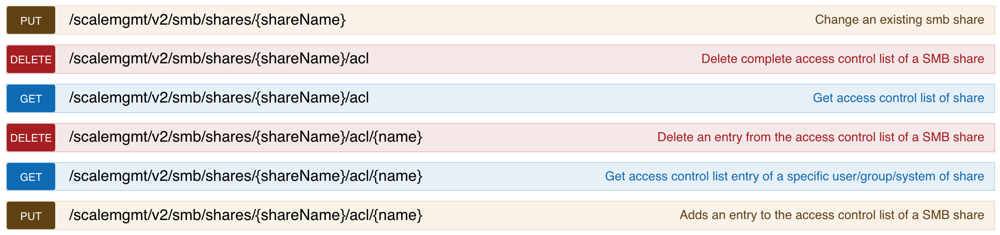 PUT /scalemgmt/v2/smb/shares/{shareName} Change an existing smb share
DELETE /scalemgmt/v2/smb/shares/{shareName}/acl Delete complete access control list of a SMB share
GET /scalemgmt/v2/smb/shares/{shareName}/acl Get access control list of share
DELETE /scalemgmt/v2/smb/shares/{shareName}/acl/{name} Delete an entry from the access control list of a SMB share
GET /scalemgmt/v2/smb/shares/{shareName}/acl/{name} Get access control list entry of a specific user/group/system of share
PUT /scalemgmt/v2/smb/shares/{shareName}/acl/{name} Adds an entry to the access control list of a SMB share